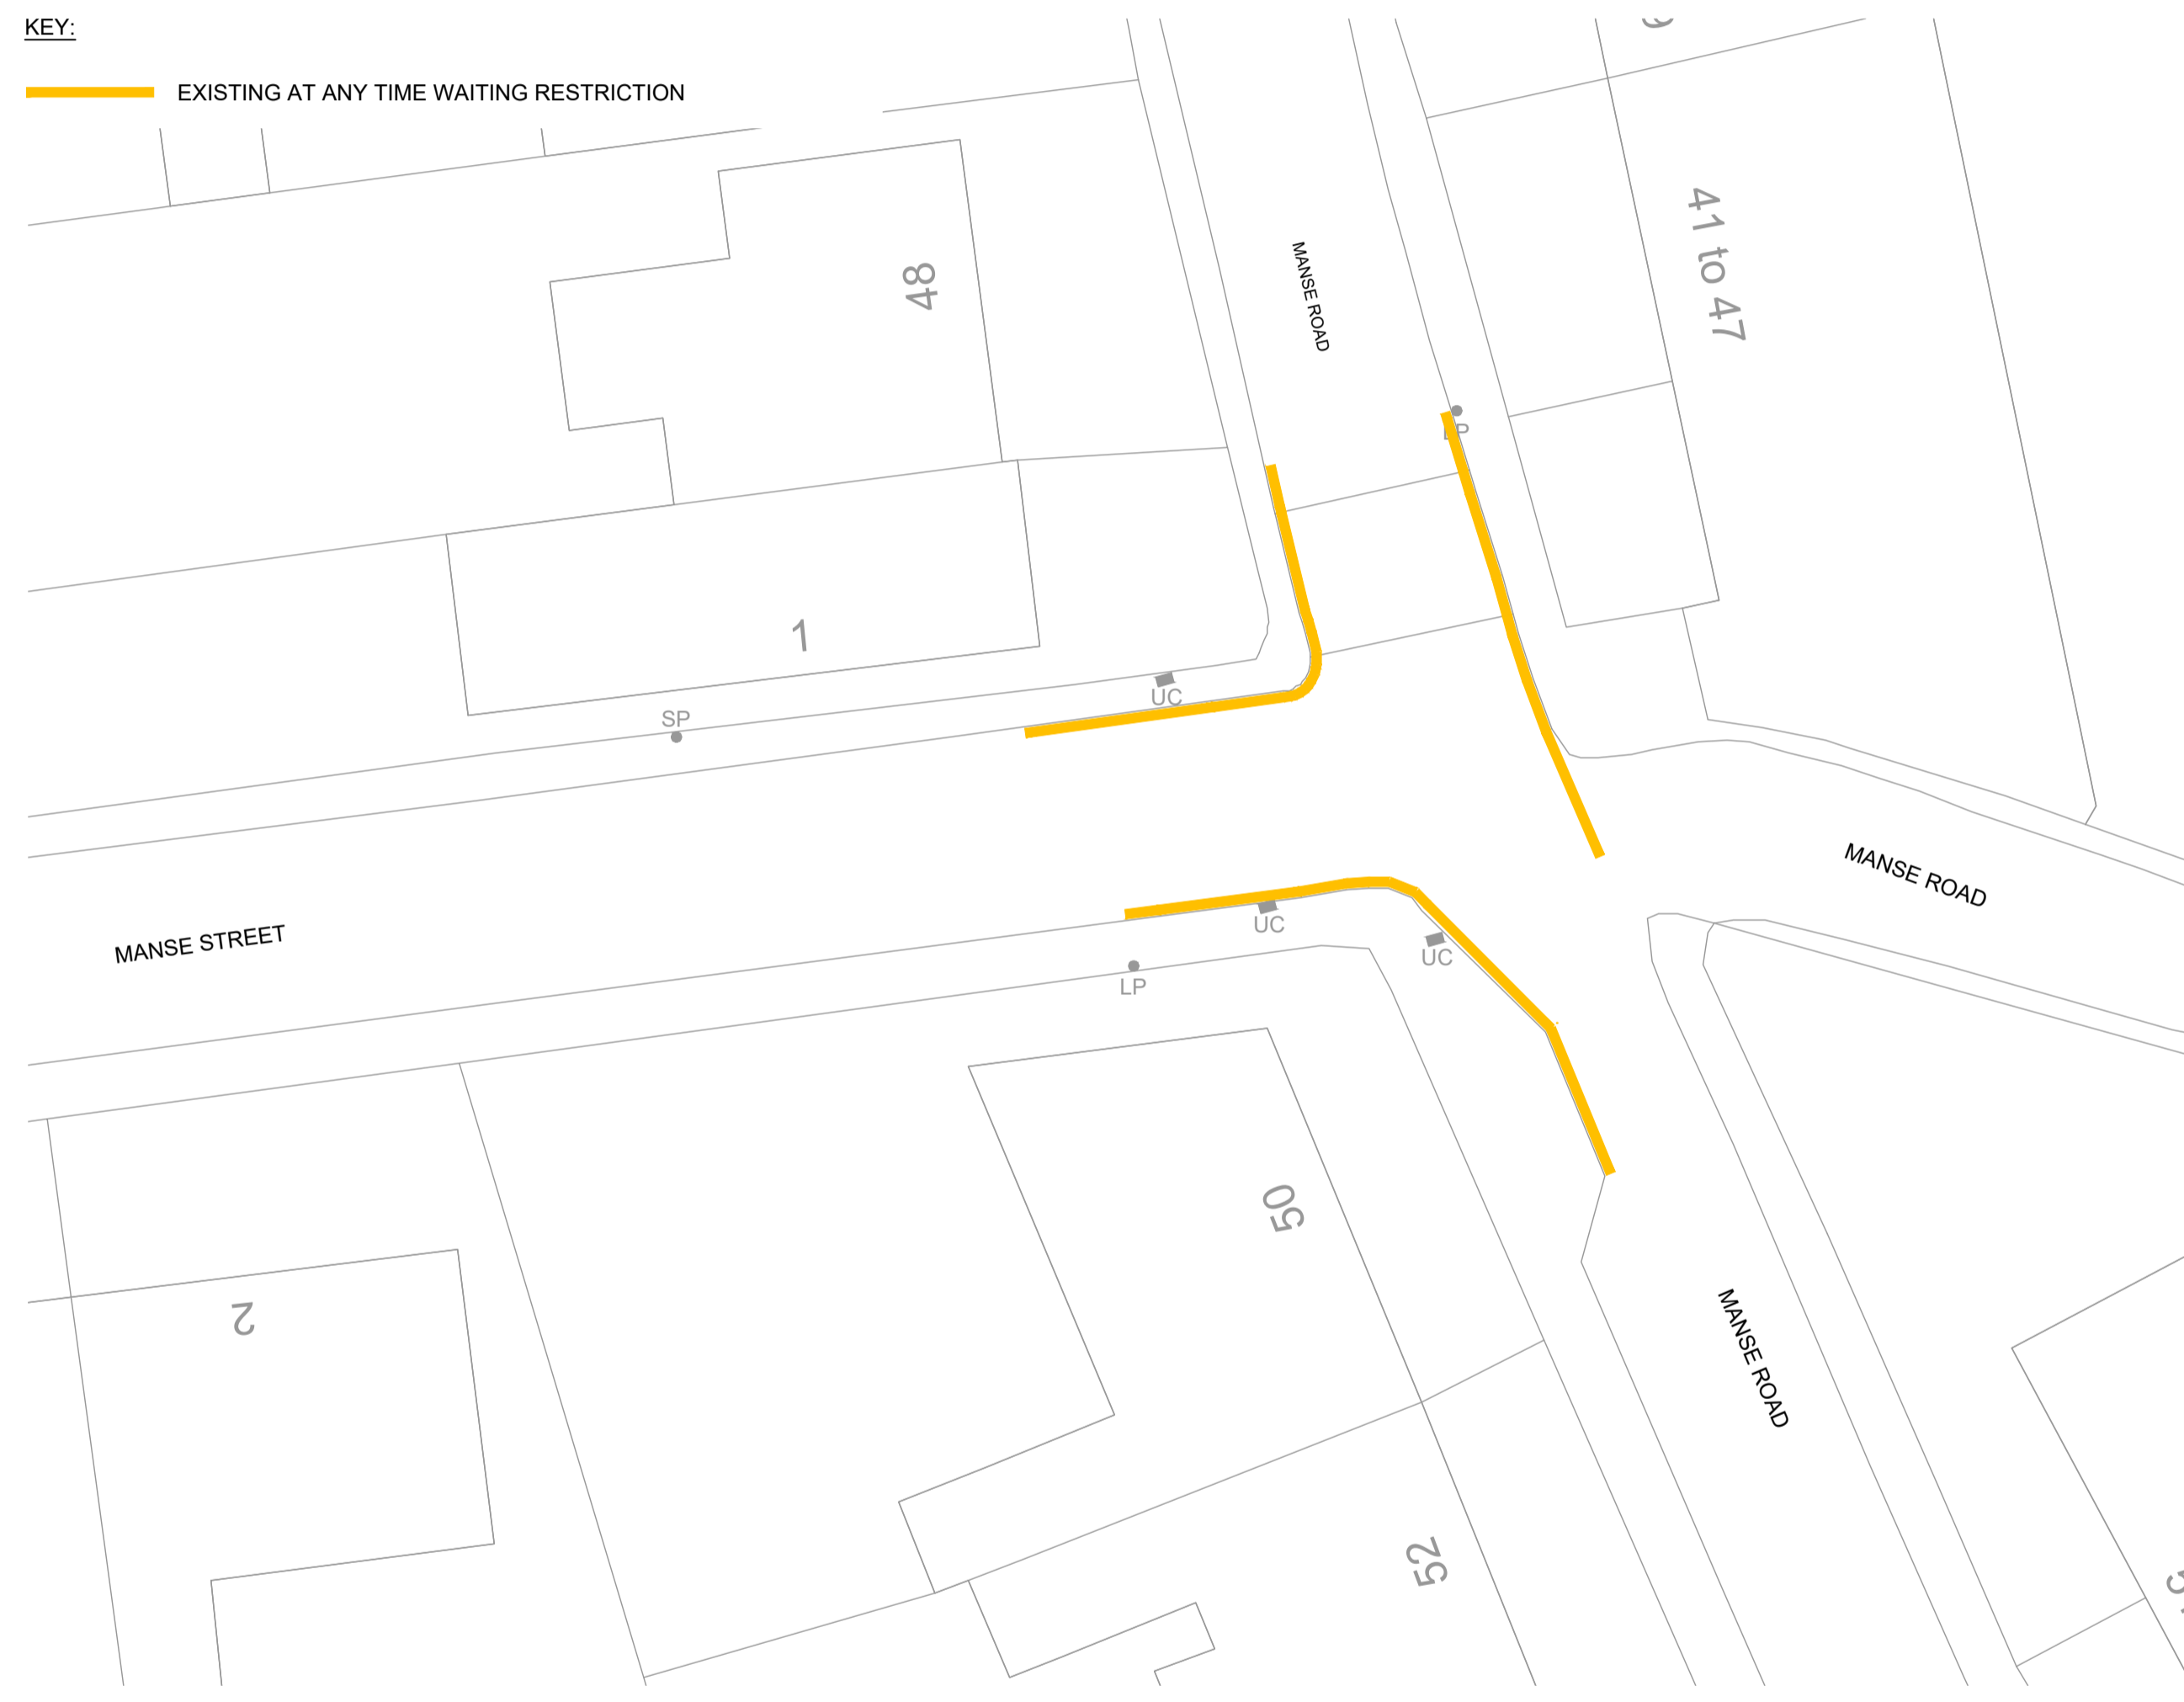 KEY:
EXISTING AT ANY TIME WAITING RESTRICTION
41 to 47
48
MANSE ROAD
LP
1
UC
SP
MANSE ROAD
UC
MANSE STREET
UC
LP
50
2
MANSE ROAD
52